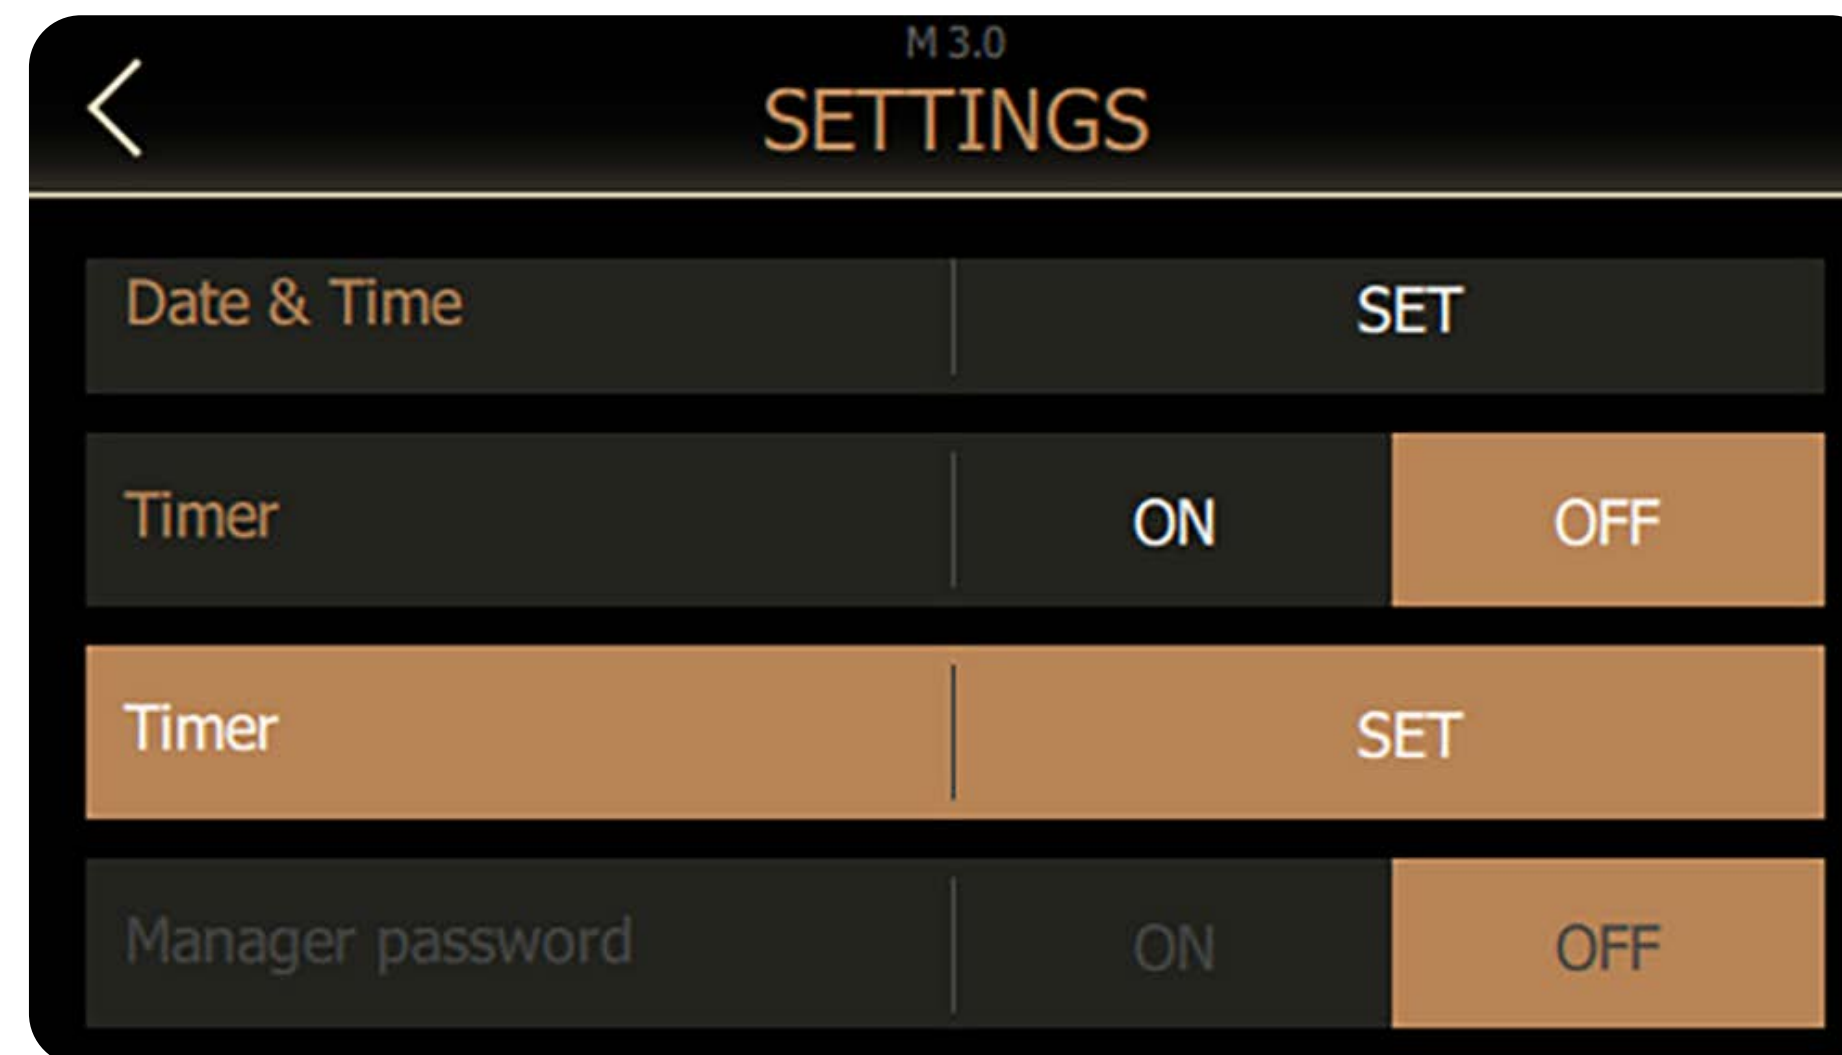 M 3.0
SETTINGS
Date & Time SET
Timer ON OFF
Timer SET
Manager password ON OFF